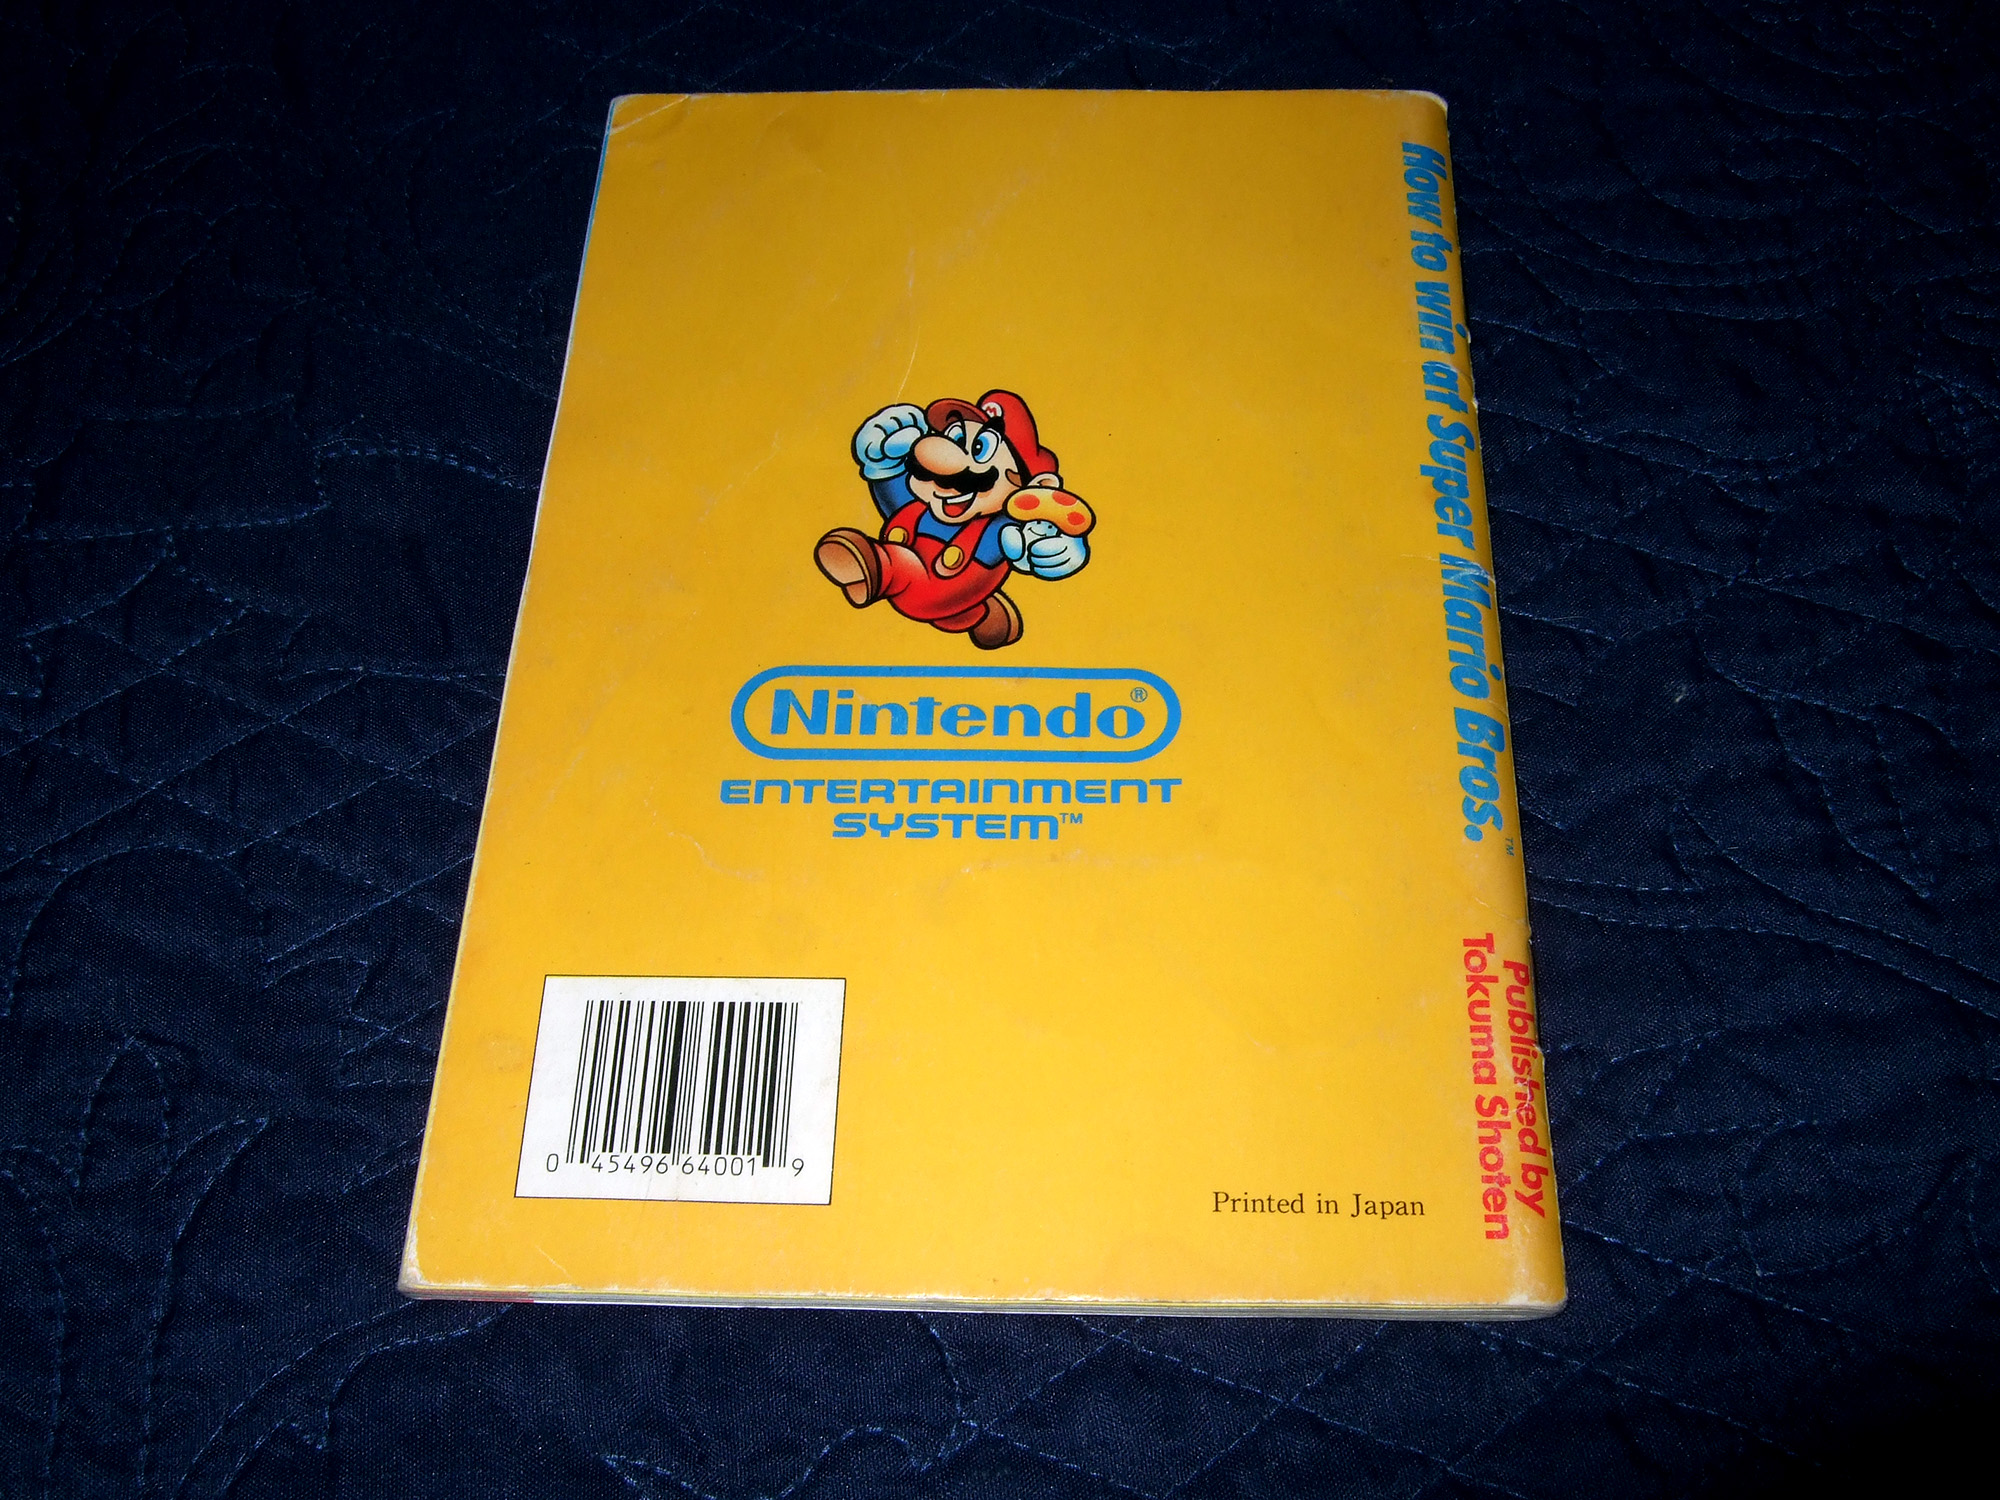 M
Nintendo®
ENTERTAINMENT
SYSTEM™
0 45496 64001 9
Printed in Japan
How to win at Super Mario Bros.™
Published by
Tokuma Shoten